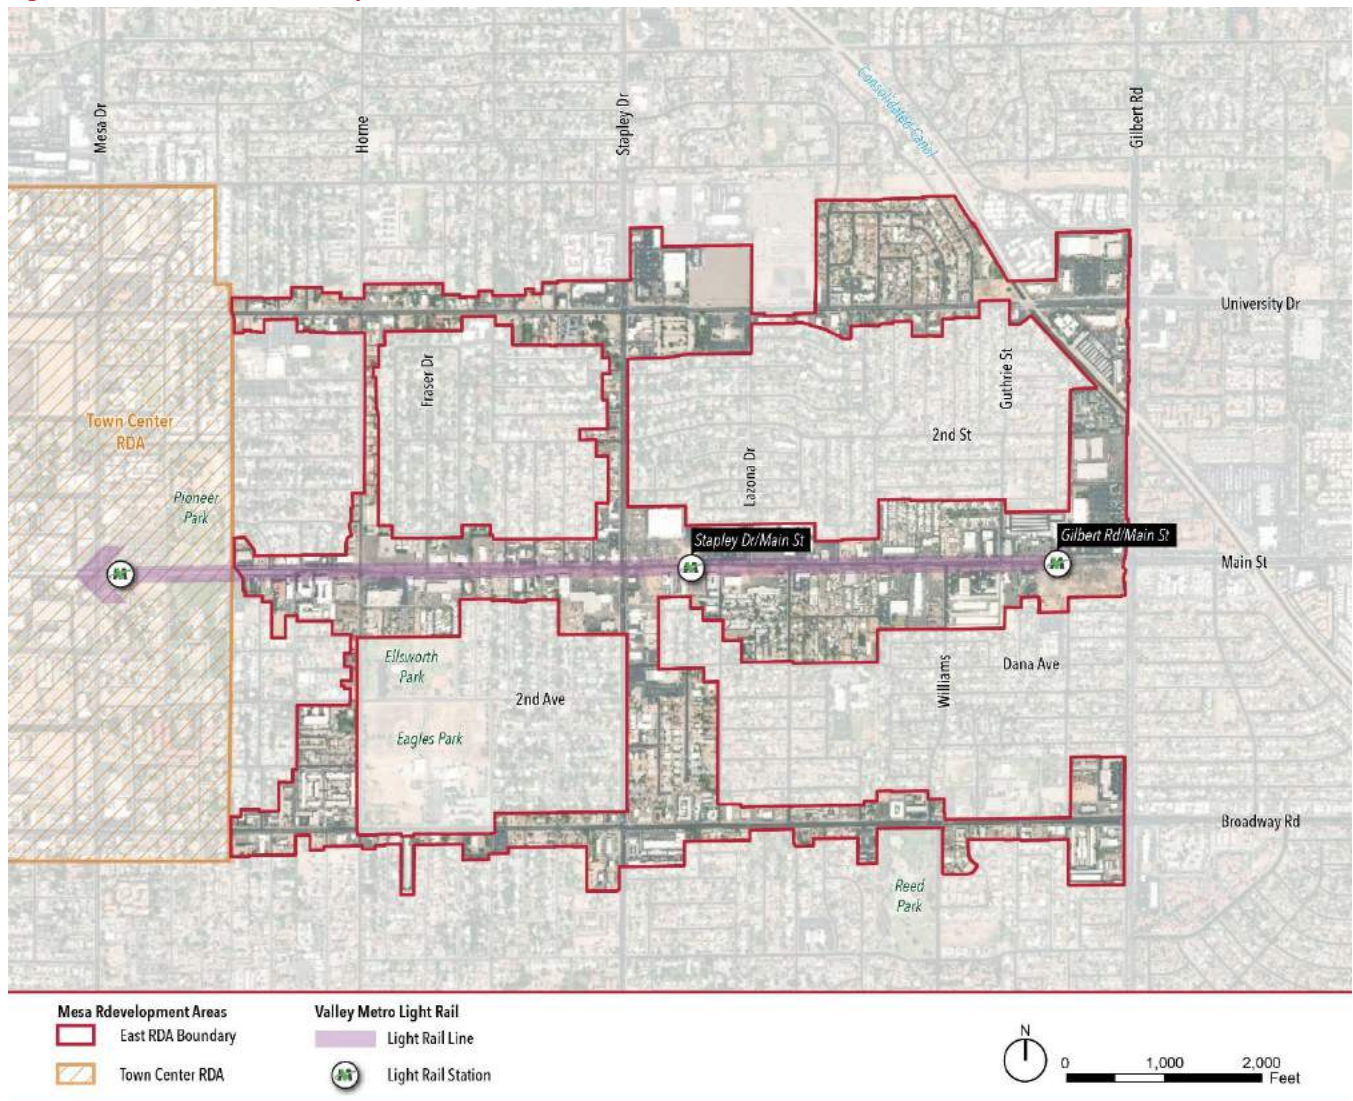 Mesa Dr
Horne
Stapley Dr
Consolidated Canal
Gilbert Rd
University Dr
Fraser Dr
Guthrie St
Town Center
RDA
2nd St
Lazona Dr
Pioneer
Park
Stapley Dr/Main St
Gilbert Rd/Main St
Main St
Ellsworth
Park
Dana Ave
Williams
2nd Ave
Eagles Park
Broadway Rd
Reed
Park
Mesa Rdevelopment Areas
East RDA Boundary
Town Center RDA
Valley Metro Light Rail
Light Rail Line
Light Rail Station
N
0 1,000 2,000
Feet